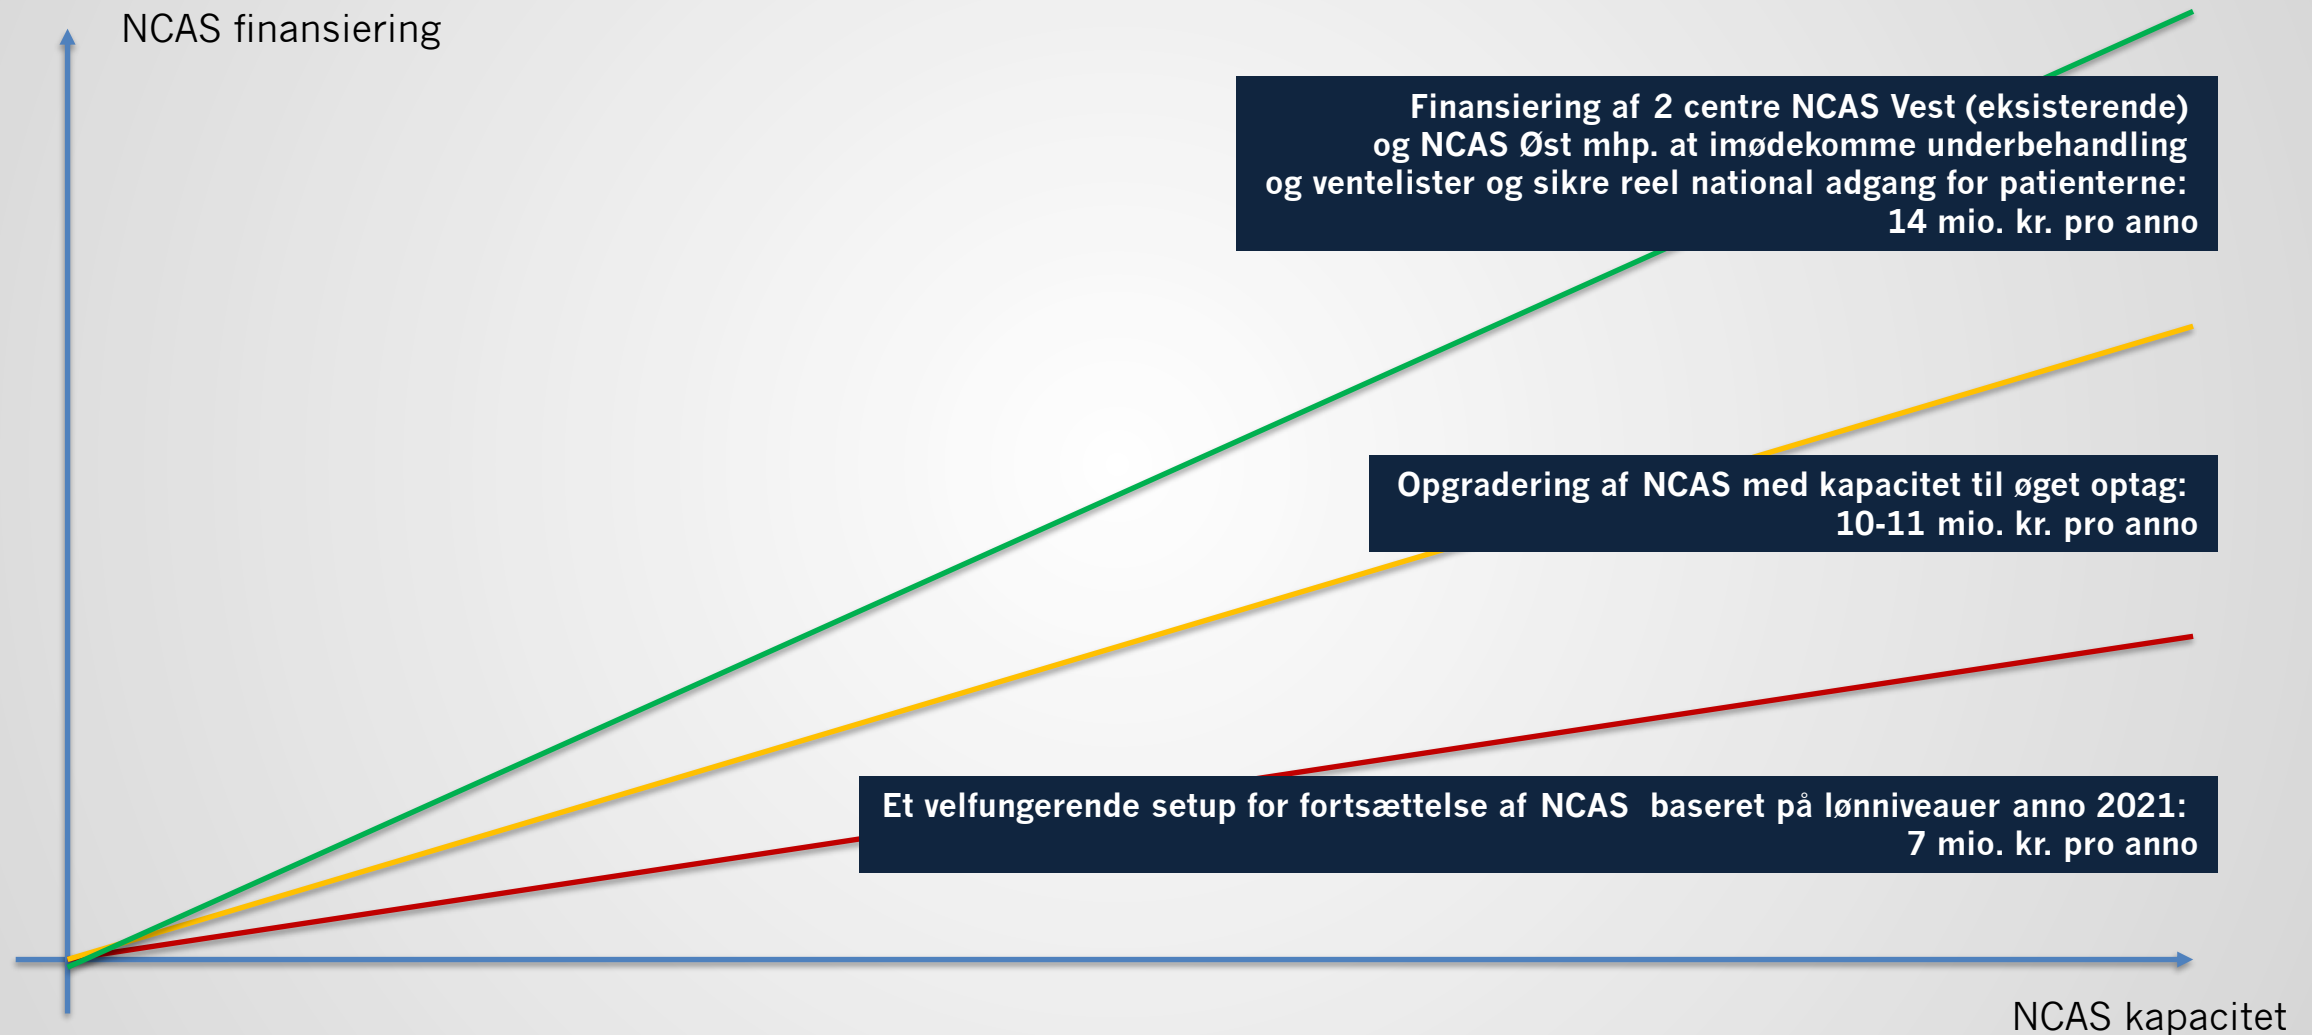 NCAS finansiering
Finansiering af 2 centre NCAS Vest (eksisterende)
og NCAS Øst mhp. at imødekomme underbehandling
og ventelister og sikre reel national adgang for patienterne:
14 mio. kr. pro anno
Opgradering af NCAS med kapacitet til øget optag:
10-11 mio. kr. pro anno
Et velfungerende setup for fortsættelse af NCAS  baseret på lønniveauer anno 2021:
7 mio. kr. pro anno
NCAS kapacitet